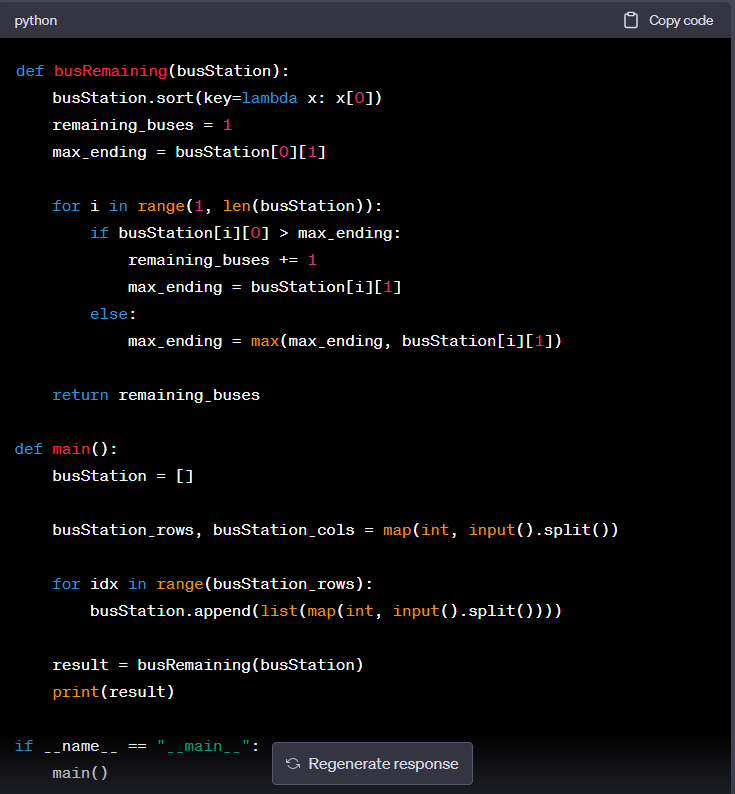 python
Copy code
def busRemaining(busStation):
    busStation.sort(key=lambda x: x[0])
    remaining_buses = 1
    max_ending = busStation[0][1]

    for i in range(1, len(busStation)):
        if busStation[i][0] > max_ending:
            remaining_buses += 1
            max_ending = busStation[i][1]
        else:
            max_ending = max(max_ending, busStation[i][1])

    return remaining_buses

def main():
    busStation = []

    busStation_rows, busStation_cols = map(int, input().split())

    for idx in range(busStation_rows):
        busStation.append(list(map(int, input().split())))

    result = busRemaining(busStation)
    print(result)

if __name__ == "__main__":
    main()
Regenerate response